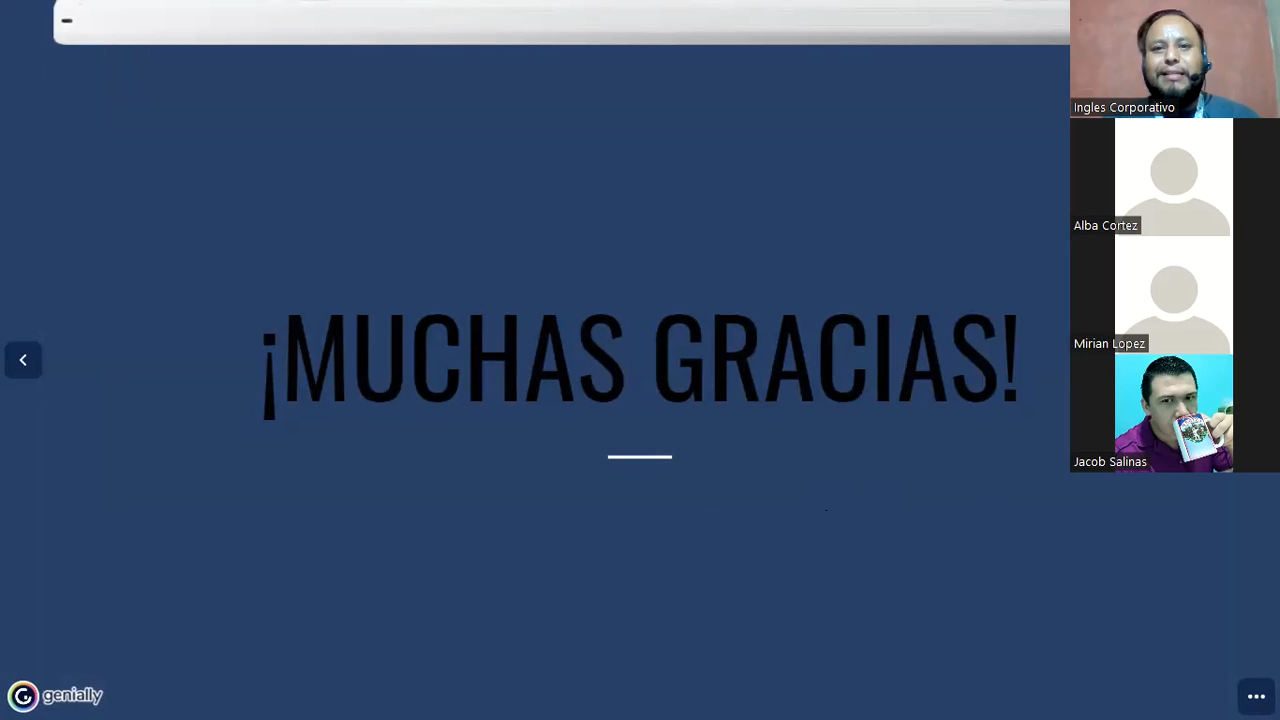 Ingles Corporativo
Alba Cortez
Mirian Lopez
¡MUCHAS GRACIAS!
Jacob Salinas
genially